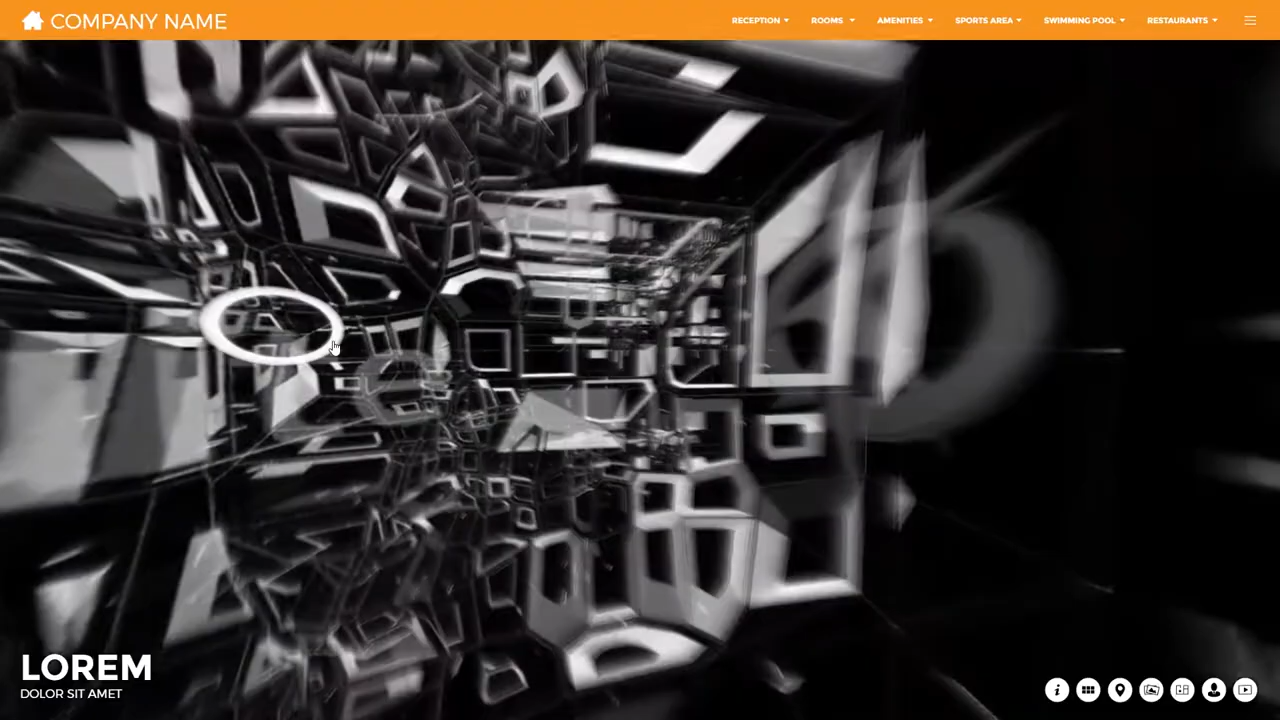 COMPANY NAME
RECEPTION
ROOMS
AMENITIES
SPORTS AREA
SWIMMING POOL
RESTAURANTS
LOREM
DOLOR SIT AMET